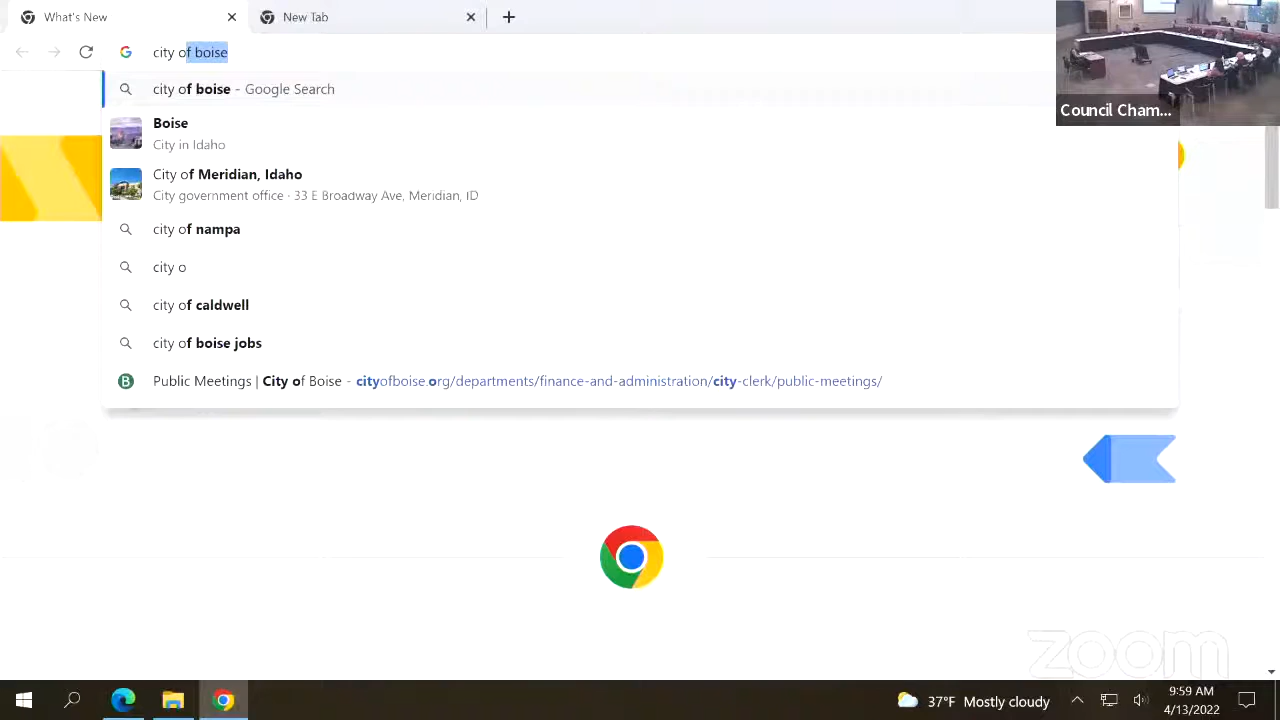 What's New
New Tab
city of boise
city of boise - Google Search
Boise
City in Idaho
City of Meridian, Idaho
City government office · 33 E Broadway Ave, Meridian, ID
city of nampa
city o
city of caldwell
city of boise jobs
B Public Meetings | City of Boise - cityofboise.org/departments/finance-and-administration/city-clerk/public-meetings/
Council Cham...
zoom
37°F Mostly cloudy
9:59 AM
4/13/2022